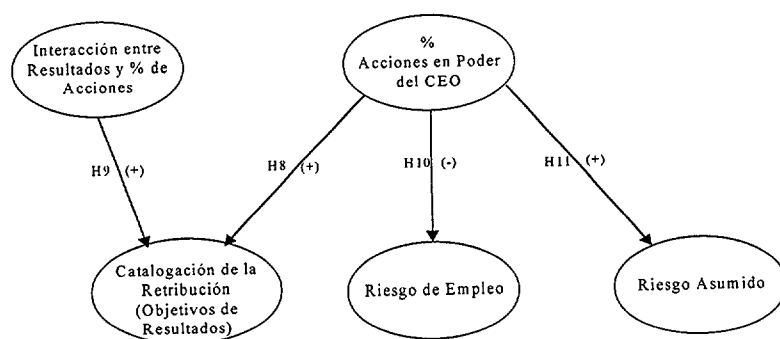 Interacción entre
Resultados y % de
Acciones
%
Acciones en Poder
del CEO
H9 (+)
H8 (+)
H10 (-)
H11 (+)
Catalogación de la
Retribución
(Objetivos de
Resultados)
Riesgo de Empleo
Riesgo Asumido